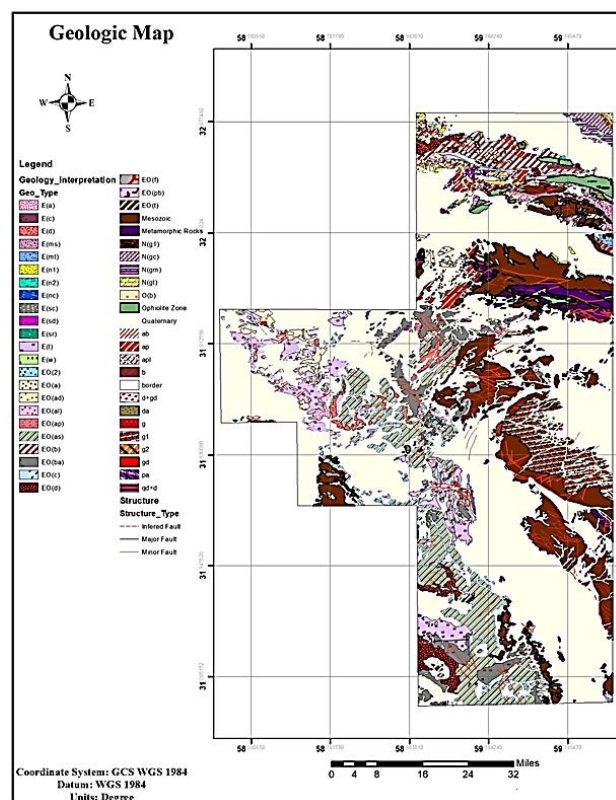 Geologic Map
N
W E
S
Legend
Geology_Interpretation
Geo_Type
E(a)
E(c)
E(d)
E(ms)
E(mt)
E(n1)
E(n2)
E(nc)
E(sc)
E(sd)
E(sr)
E(t)
E(w)
EO(2)
EO(a)
EO(ad)
EO(al)
EO(ap)
EO(as)
EO(b)
EO(ba)
EO(c)
EO(d)
EO(f)
EO(pb)
EO(t)
Mesozoic
Metamorphic Rocks
N(g1)
N(gc)
N(gm)
N(gt)
O(b)
Ophiolite Zone
Quaternary
ab
ap
apl
b
border
d+gd
da
g
g1
g2
gd
pa
qd+d
Structure
Structure_Type
Infered Fault
Major Fault
Minor Fault
58 58 58 59 59
32
32
31
31
31
31
58 58 58 59 59
Miles
0 4 8 16 24 32
Coordinate System: GCS WGS 1984
Datum: WGS 1984
Units: Degree